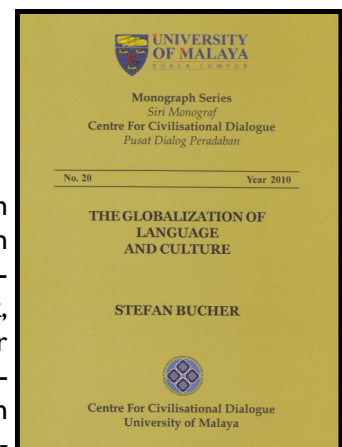 UNIVERSITY
OF MALAYA
KUALA LUMPUR
Monograph Series
Siri Monograf
Centre For Civilisational Dialogue
Pusat Dialog Peradaban
No. 20 Year 2010
THE GLOBALIZATION OF
LANGUAGE
AND CULTURE
STEFAN BUCHER
Centre For Civilisational Dialogue
University of Malaya